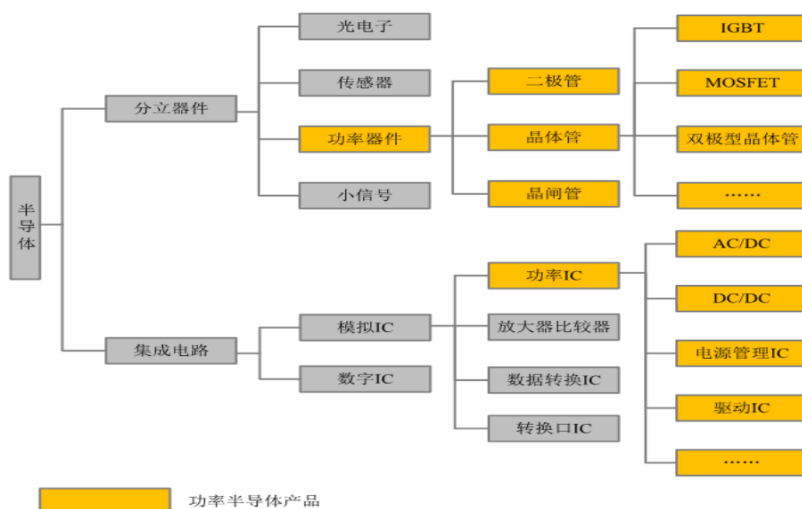 光电子
IGBT
传感器
二极管
MOSFET
分立器件
功率器件
晶体管
双极型晶体管
小信号
晶闸管
……
半导体
AC/DC
功率IC
DC/DC
模拟IC
放大器比较器
集成电路
电源管理IC
数字IC
数据转换IC
驱动IC
转换口IC
……
功率半导体产品